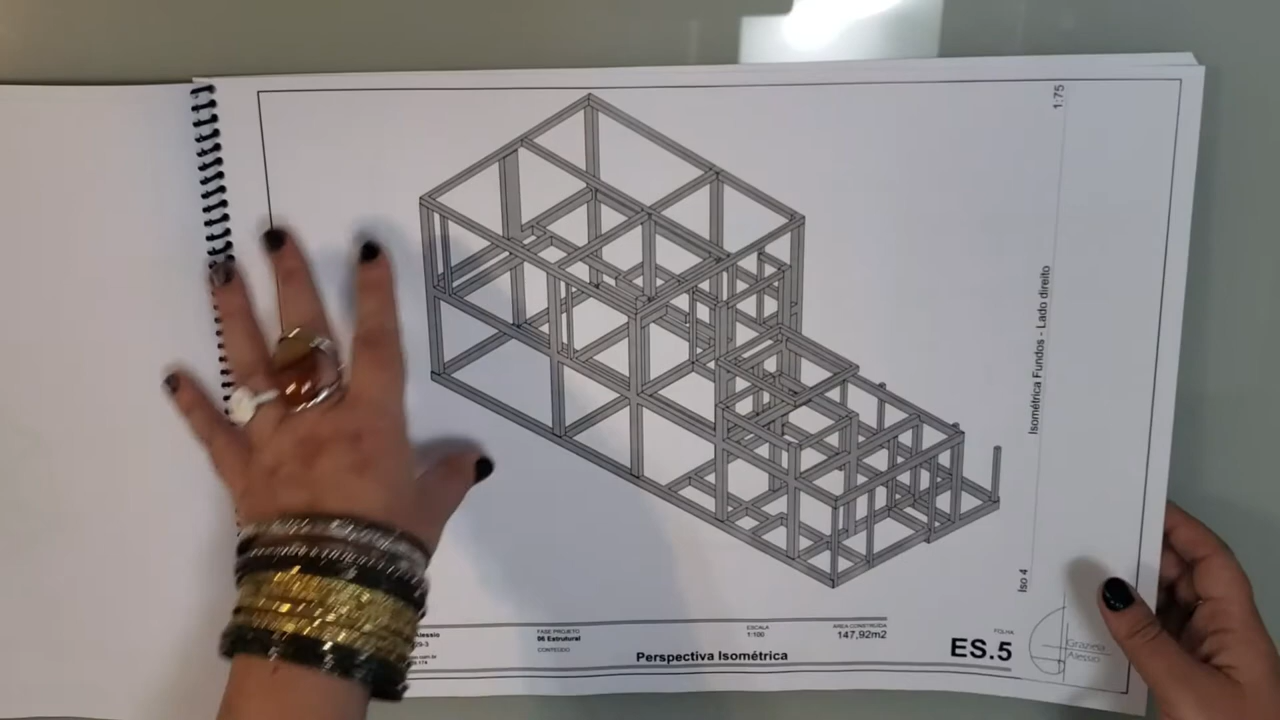 1:75
Isométrica Fundos - Lado direito
Iso 4
Alessio
FASE PROJETO
06 Estrutural
CONTEÚDO
Perspectiva Isométrica
ESCALA
1:100
ÁREA CONSTRUÍDA
147,92m2
FOLHA
ES.5
Graziela
Alessio